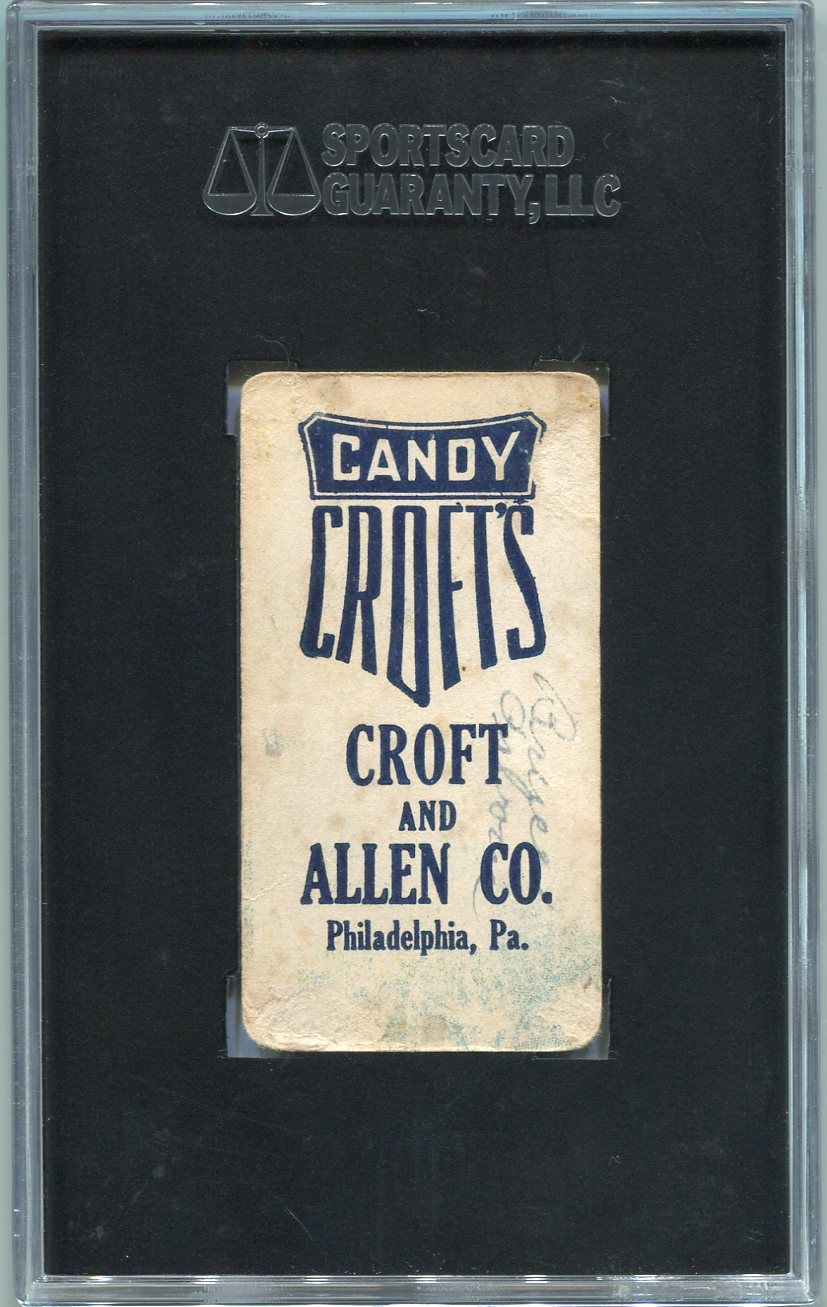 SPORTSCARD
GUARANTY, LLC
CANDY
CROFT'S
CROFT
AND
ALLEN CO.
Philadelphia, Pa.